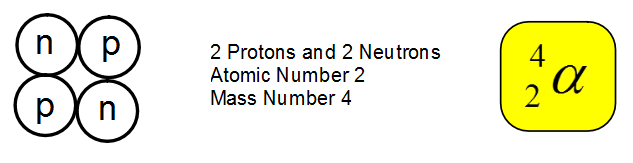 n p
p n
2 Protons and 2 Neutrons
Atomic Number 2
Mass Number 4
4
2 α